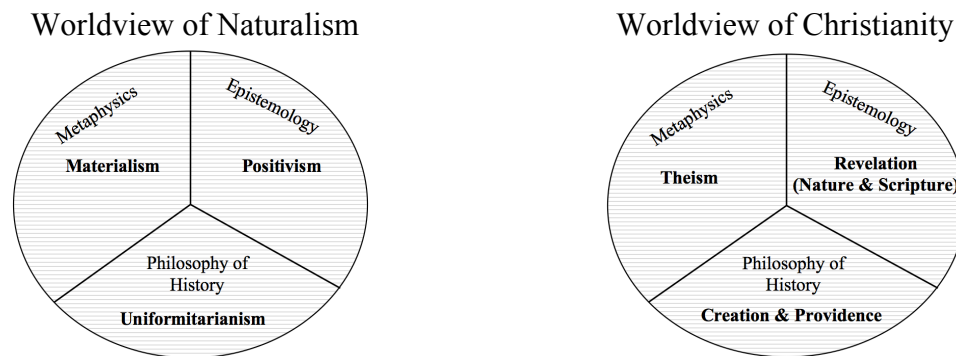 Worldview of Naturalism
Metaphysics
Epistemology
Materialism
Positivism
Philosophy of
History
Uniformitarianism
Worldview of Christianity
Metaphysics
Epistemology
Theism
Revelation
(Nature & Scripture)
Philosophy of
History
Creation & Providence